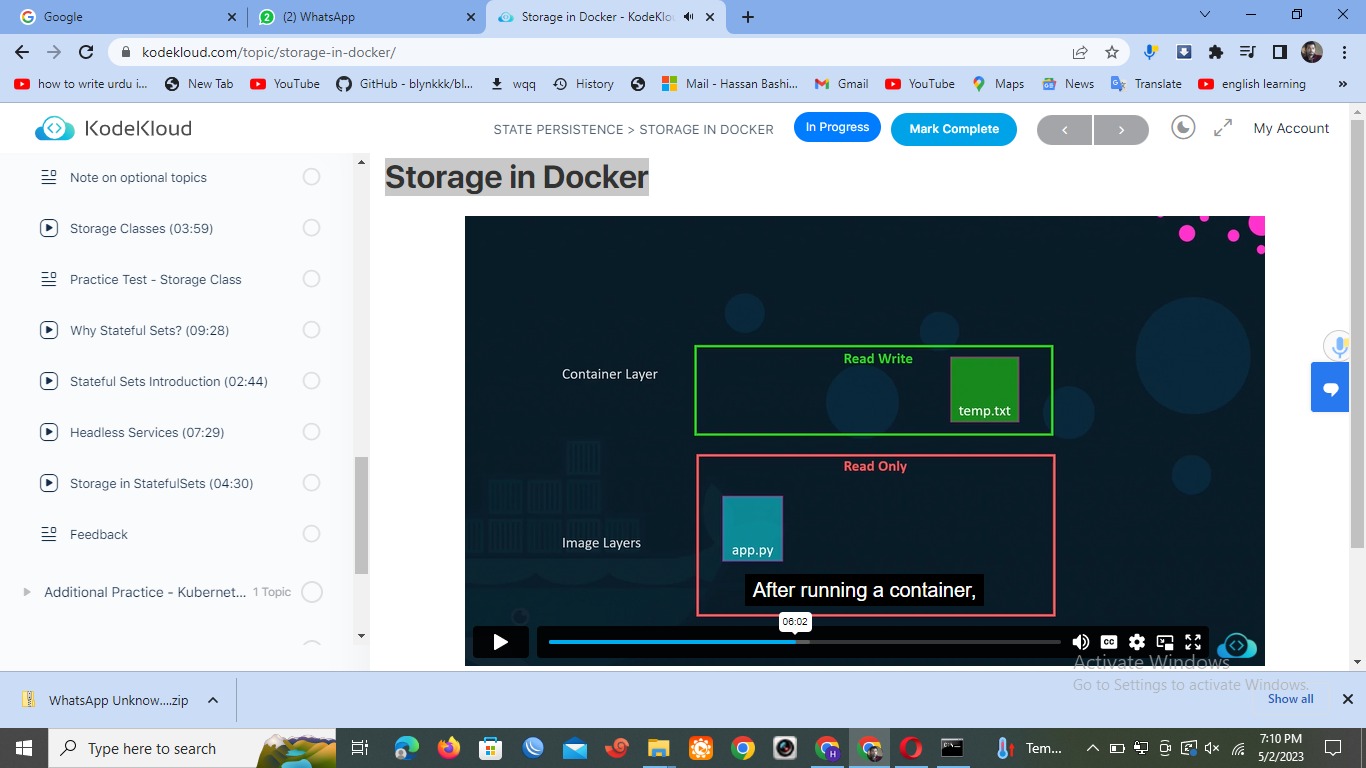 Google
(2) WhatsApp
Storage in Docker - KodeKlo
kodekloud.com/topic/storage-in-docker/
how to write urdu i...
New Tab
YouTube
GitHub - blynkkk/bl...
wqq
History
Mail - Hassan Bashi...
Gmail
YouTube
Maps
News
Translate
english learning
KodeKloud
STATE PERSISTENCE > STORAGE IN DOCKER
In Progress
Mark Complete
My Account
Note on optional topics
Storage Classes (03:59)
Practice Test - Storage Class
Why Stateful Sets? (09:28)
Stateful Sets Introduction (02:44)
Headless Services (07:29)
Storage in StatefulSets (04:30)
Feedback
Additional Practice - Kubernet... 1 Topic
Storage in Docker
Container Layer
Read Write
temp.txt
Read Only
Image Layers
app.py
After running a container,
06:02
CC
Activate Windows
Go to Settings to activate Windows.
WhatsApp Unknow....zip
Show all
Type here to search
Tem...
7:10 PM
5/2/2023